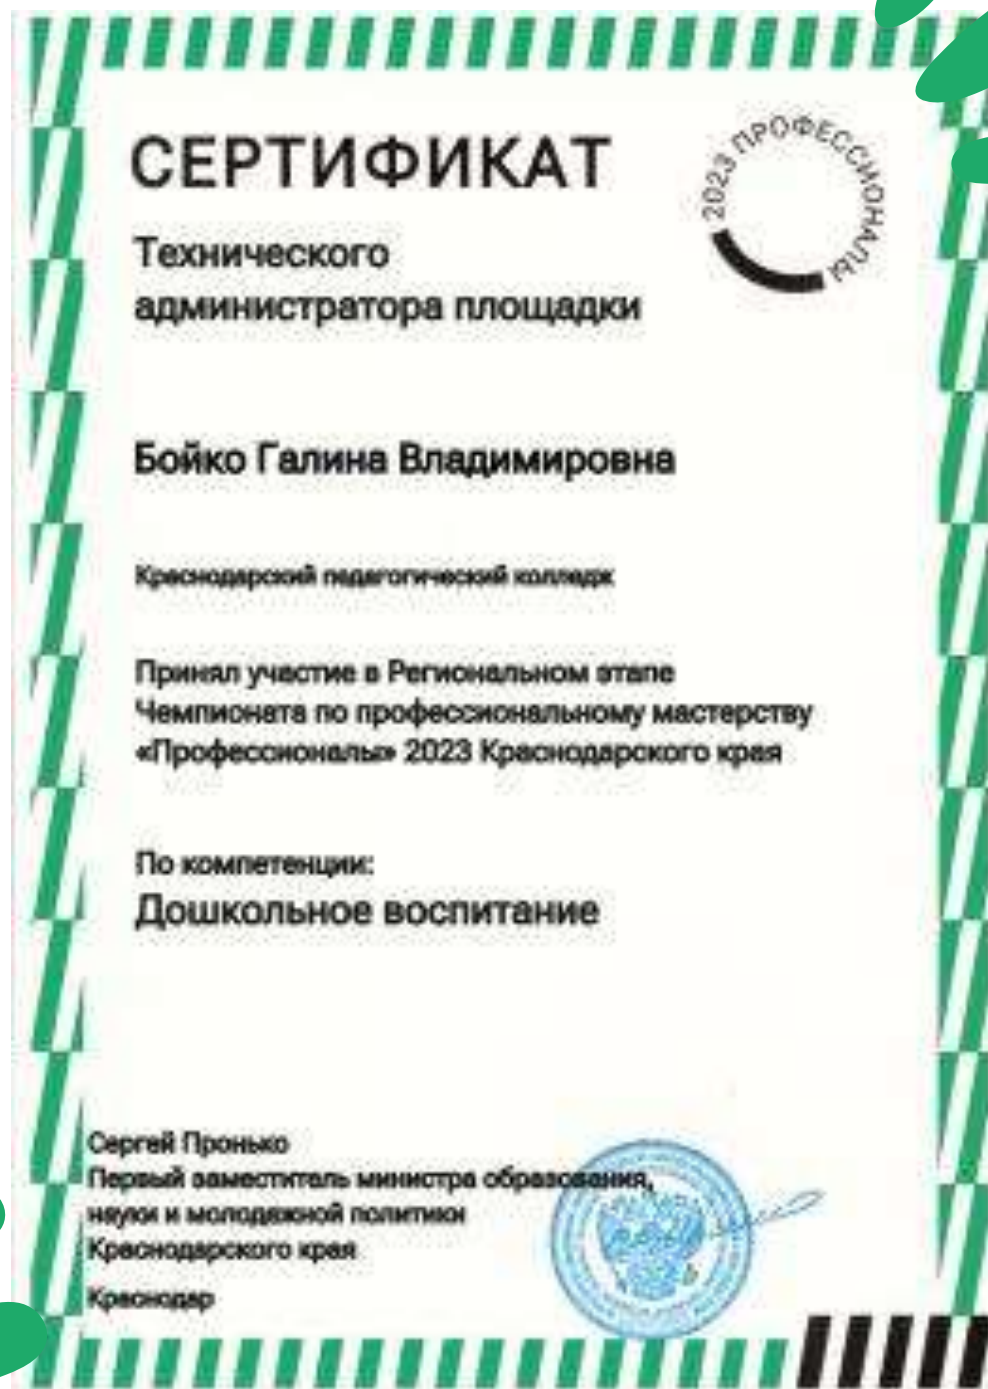 СЕРТИФИКАТ
2023 ПРОФЕССИОНАЛЫ
Технического
администратора площадки
Бойко Галина Владимировна
Краснодарский педагогический колледж
Принял участие в Региональном этапе
Чемпионата по профессиональному мастерству
«Профессионалы» 2023 Краснодарского края
По компетенции:
Дошкольное воспитание
Сергей Пронько
Первый заместитель министра образования,
науки и молодежной политики
Краснодарского края
Краснодар